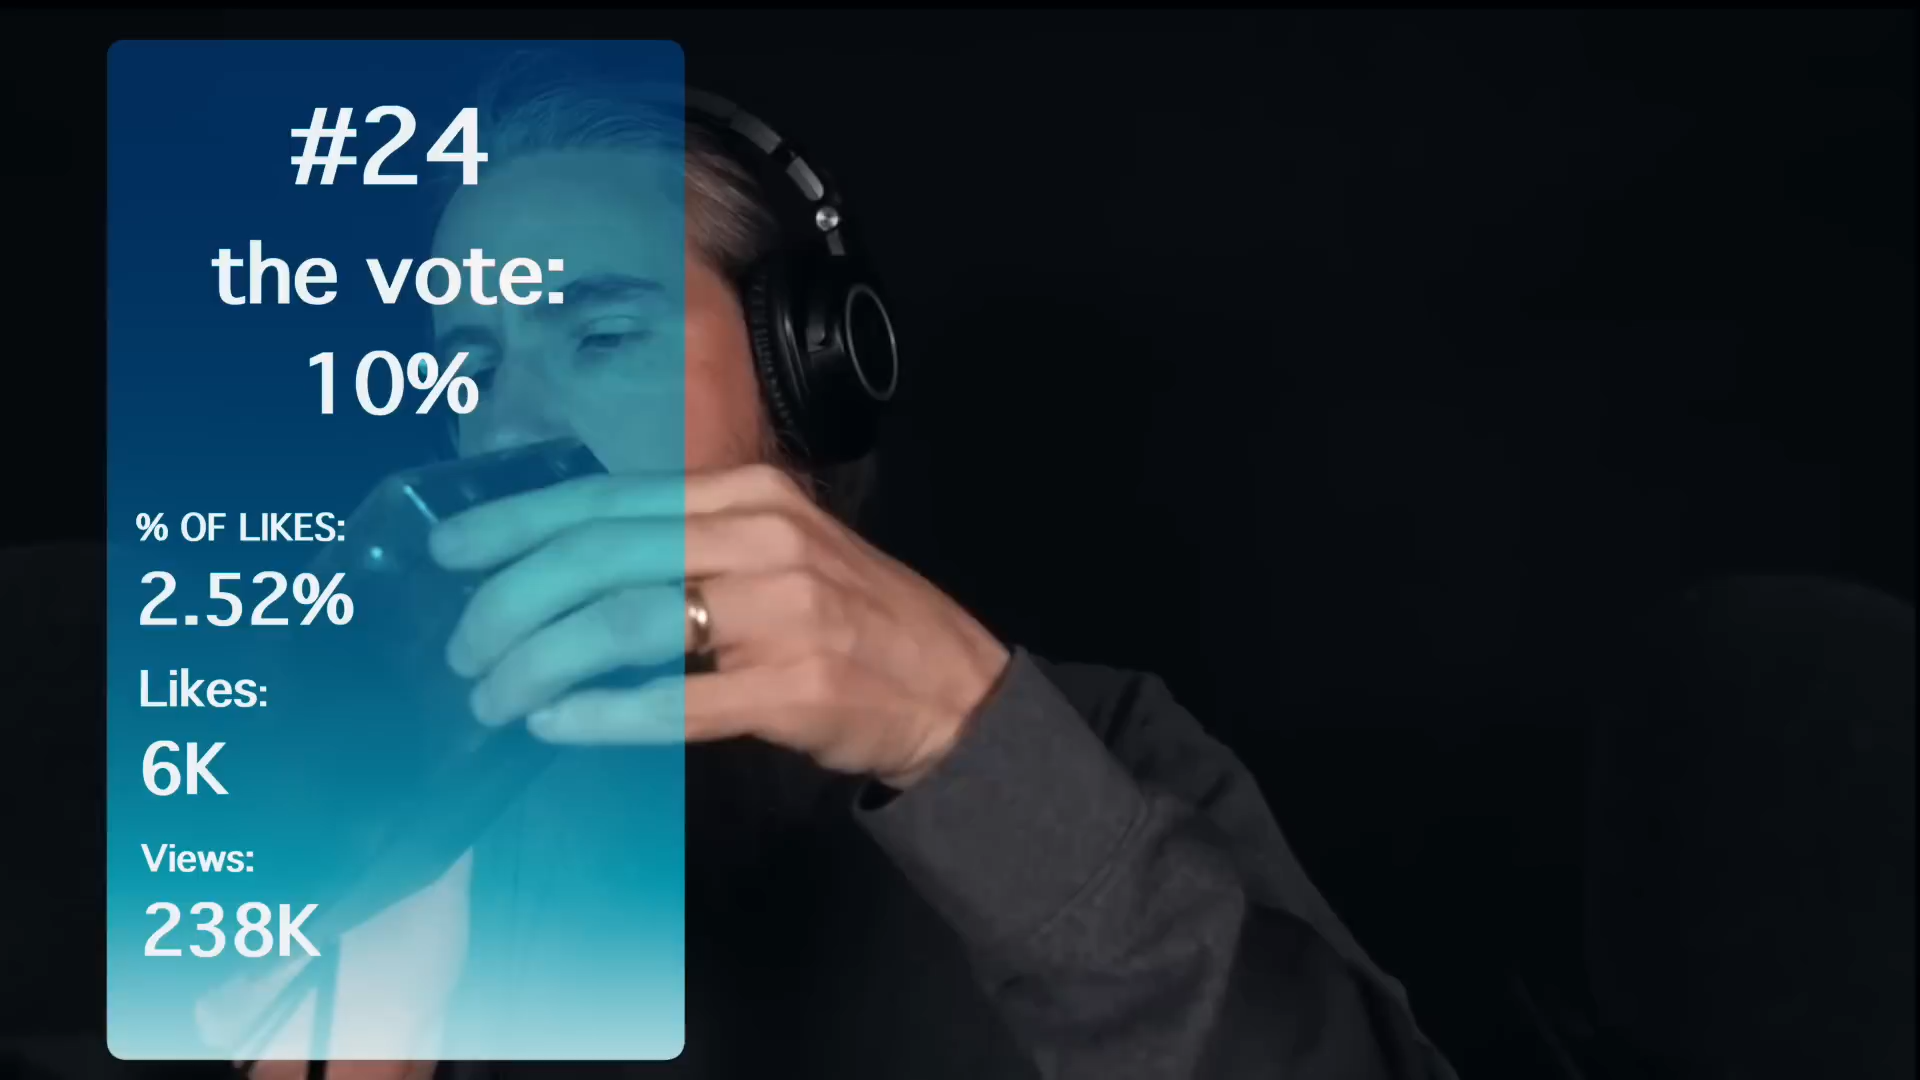 #24
the vote:
10%
% OF LIKES:
2.52%
Likes:
6K
Views:
238K